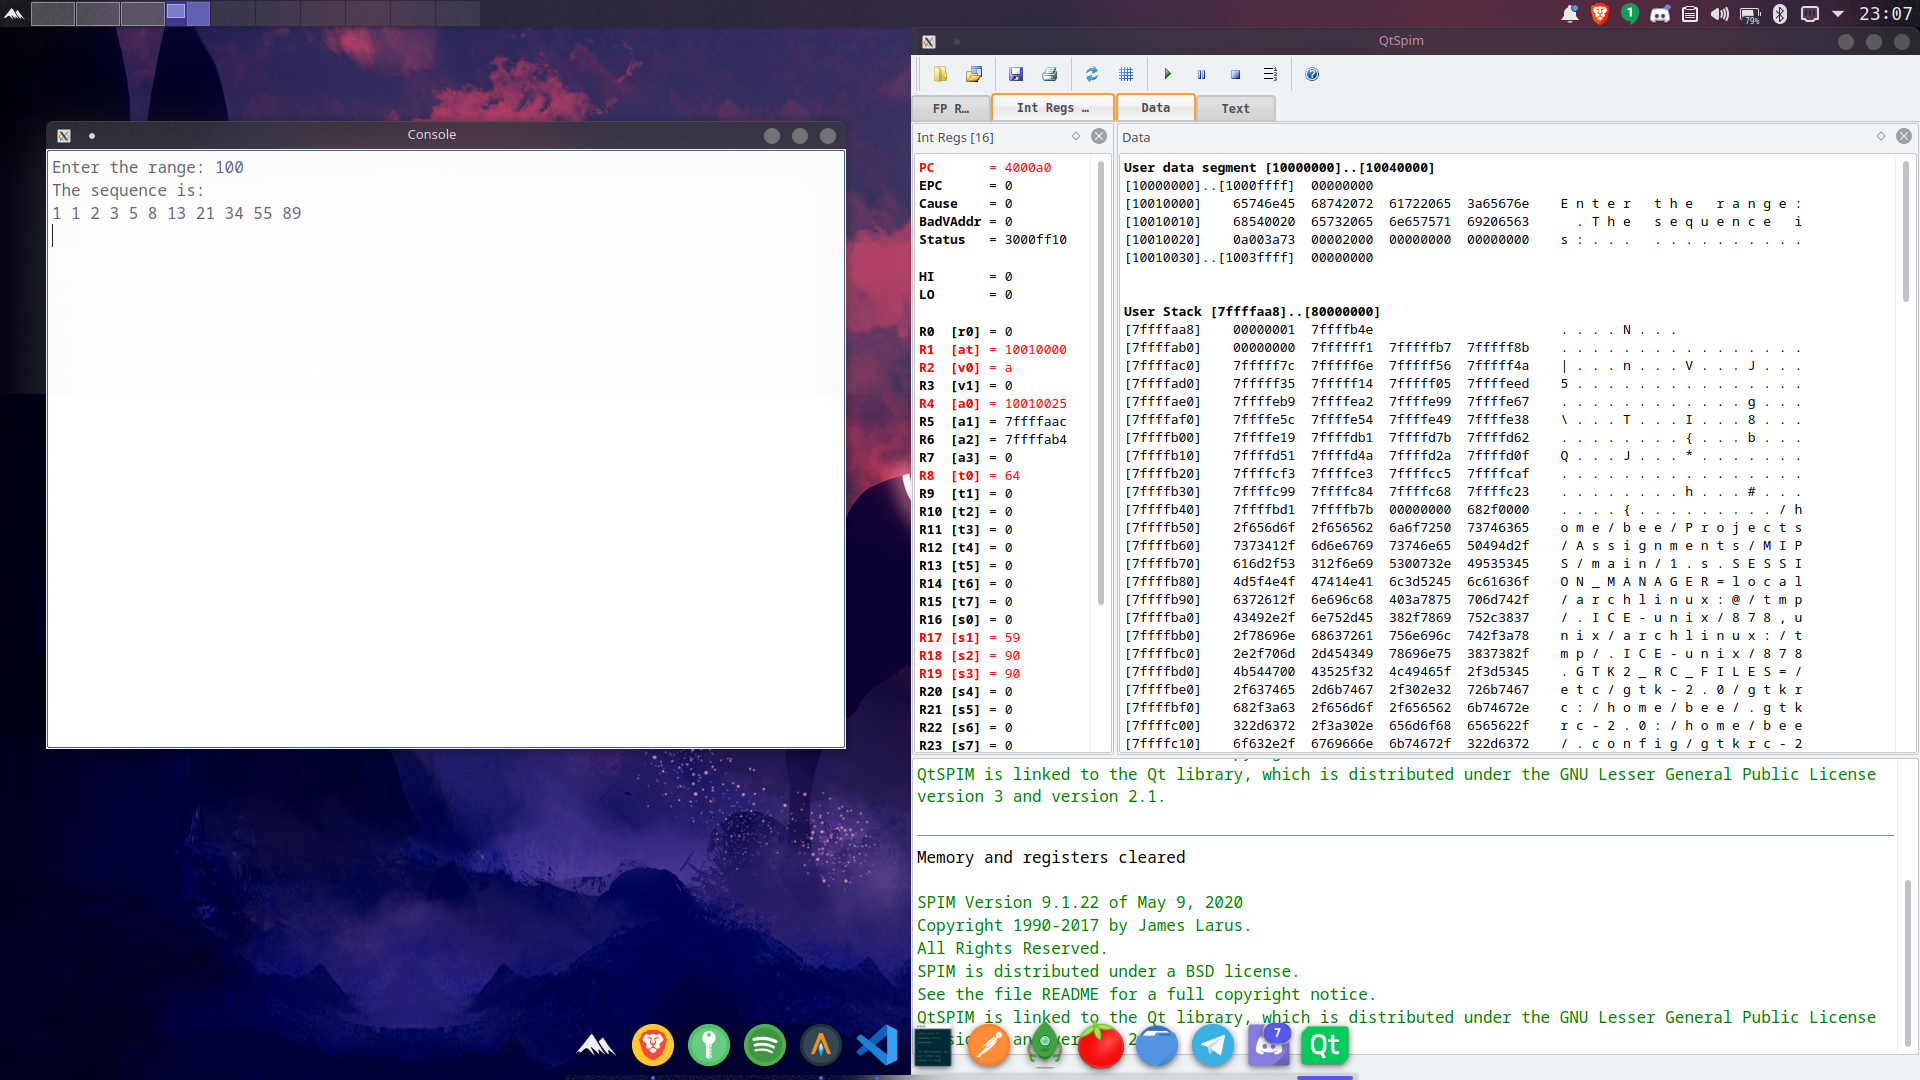 79%
1
23:07
Console
Enter the range: 100
The sequence is:
1 1 2 3 5 8 13 21 34 55 89
QtSpim
FP R…
Int Regs …
Data
Text
Int Regs [16]
PC = 4000a0
EPC = 0
Cause = 0
BadVAddr = 0
Status = 3000ff10
HI = 0
LO = 0
R0 [r0] = 0
R1 [at] = 10010000
R2 [v0] = a
R3 [v1] = 0
R4 [a0] = 10010025
R5 [a1] = 7ffffaac
R6 [a2] = 7ffffab4
R7 [a3] = 0
R8 [t0] = 64
R9 [t1] = 0
R10 [t2] = 0
R11 [t3] = 0
R12 [t4] = 0
R13 [t5] = 0
R14 [t6] = 0
R15 [t7] = 0
R16 [s0] = 0
R17 [s1] = 59
R18 [s2] = 90
R19 [s3] = 90
R20 [s4] = 0
R21 [s5] = 0
R22 [s6] = 0
R23 [s7] = 0
Data
User data segment [10000000]..[10040000]
[10000000]..[1000ffff] 00000000
[10010000] 65746e45 68742072 61722065 3a65676e E n t e r t h e r a n g e :
[10010010] 68540020 65732065 6e657571 69206563 . T h e s e q u e n c e i
[10010020] 0a003a73 00002000 00000000 00000000 s : . . . . . . . . . . . . .
[10010030]..[1003ffff] 00000000
User Stack [7ffffaa8]..[80000000]
[7ffffaa8] 00000001 7ffffb4e . . . . N . . .
[7ffffab0] 00000000 7ffffff1 7fffffb7 7fffff8b . . . . . . . . . . . . . . . .
[7ffffac0] 7fffff7c 7fffff6e 7fffff56 7fffff4a | . . . n . . . V . . . J . . .
[7ffffad0] 7fffff35 7fffff14 7fffff05 7ffffeed 5 . . . . . . . . . . . . . . .
[7ffffae0] 7ffffeb9 7ffffea2 7ffffe99 7ffffe67 . . . . . . . . . . . . g . . .
[7ffffaf0] 7ffffe5c 7ffffe54 7ffffe49 7ffffe38 \ . . . T . . . I . . . 8 . . .
[7ffffb00] 7ffffe19 7ffffdb1 7ffffd7b 7ffffd62 . . . . . . . . { . . . b . . .
[7ffffb10] 7ffffd51 7ffffd4a 7ffffd2a 7ffffd0f Q . . . J . . . * . . . . . . .
[7ffffb20] 7ffffcf3 7ffffce3 7ffffcc5 7ffffcaf . . . . . . . . . . . . . . . .
[7ffffb30] 7ffffc99 7ffffc84 7ffffc68 7ffffc23 . . . . . . . . h . . . # . . .
[7ffffb40] 7ffffbd1 7ffffb7b 00000000 682f0000 . . . . { . . . . . . . . . / h
[7ffffb50] 2f656d6f 2f656562 6a6f7250 73746365 o m e / b e e / P r o j e c t s
[7ffffb60] 7373412f 6d6e6769 73746e65 50494d2f / A s s i g n m e n t s / M I P
[7ffffb70] 616d2f53 312f6e69 5300732e 49535345 S / m a i n / 1 . s . S E S S I
[7ffffb80] 4d5f4e4f 47414e41 6c3d5245 6c61636f O N _ M A N A G E R = l o c a l
[7ffffb90] 6372612f 6e696c68 403a7875 706d742f / a r c h l i n u x : @ / t m p
[7ffffba0] 43492e2f 6e752d45 382f7869 752c3837 / . I C E - u n i x / 8 7 8 , u
[7ffffbb0] 2f78696e 68637261 756e696c 742f3a78 n i x / a r c h l i n u x : / t
[7ffffbc0] 2e2f706d 2d454349 78696e75 3837382f m p / . I C E - u n i x / 8 7 8
[7ffffbd0] 4b544700 43525f32 4c49465f 2f3d5345 . G T K 2 _ R C _ F I L E S = /
[7ffffbe0] 2f637465 2d6b7467 2f302e32 726b7467 e t c / g t k - 2 . 0 / g t k r
[7ffffbf0] 682f3a63 2f656d6f 2f656562 6b74672e c : / h o m e / b e e / . g t k
[7ffffc00] 322d6372 2f3a302e 656d6f68 6565622f r c - 2 . 0 : / h o m e / b e e
[7ffffc10] 6f632e2f 6769666e 6b74672f 322d6372 / . c o n f i g / g t k r c - 2
QtSPIM is linked to the Qt library, which is distributed under the GNU Lesser General Public License
version 3 and version 2.1.
Memory and registers cleared
SPIM Version 9.1.22 of May 9, 2020
Copyright 1990-2017 by James Larus.
All Rights Reserved.
SPIM is distributed under a BSD license.
See the file README for a full copyright notice.
QtSPIM is linked to the Qt library, which is distributed under the GNU Lesser General Public License
7
Qt